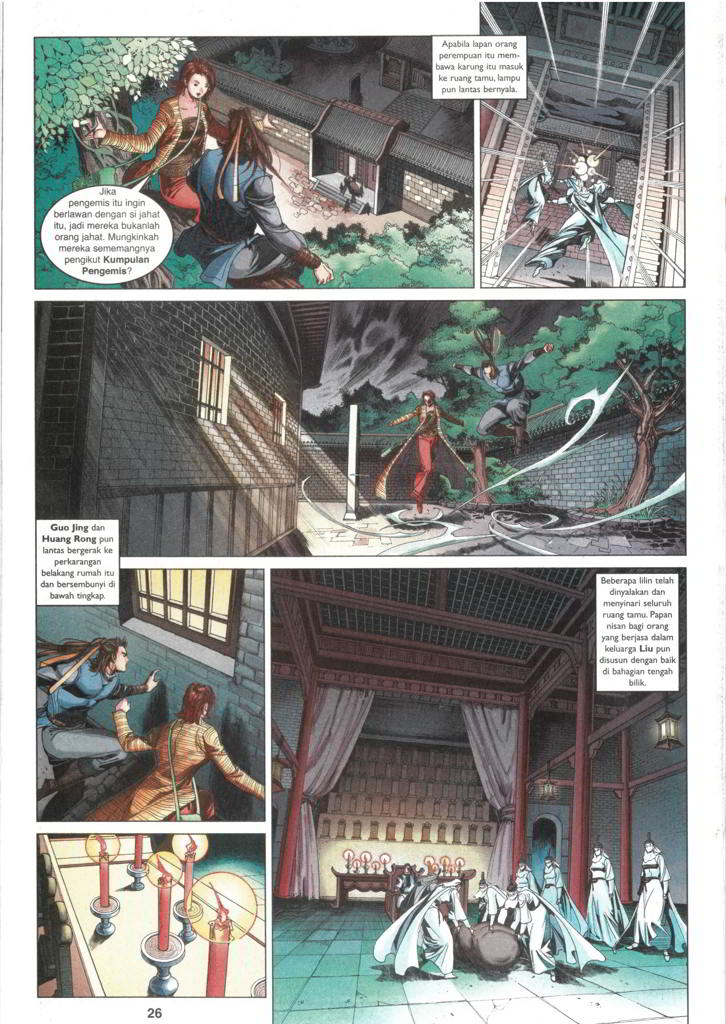 Apabila lapan orang
perempuan itu mem-
bawa karung itu masuk
ke ruang tamu, lampu
pun lantas bernyala.
Jika
pengemis itu ingin
berlawan dengan si jahat
itu, jadi mereka bukanlah
orang jahat. Mungkinkah
mereka sememangnya
pengikut Kumpulan
Pengemis?
Guo Jing dan
Huang Rong pun
lantas bergerak ke
perkarangan
belakang rumah itu
dan bersembunyi di
bawah tingkap.
Beberapa lilin telah
dinyalakan dan
menyinari seluruh
ruang tamu. Papan
nisan bagi orang
yang berjasa dalam
keluarga Liu pun
disusun dengan baik
di bahagian tengah
bilik.
26